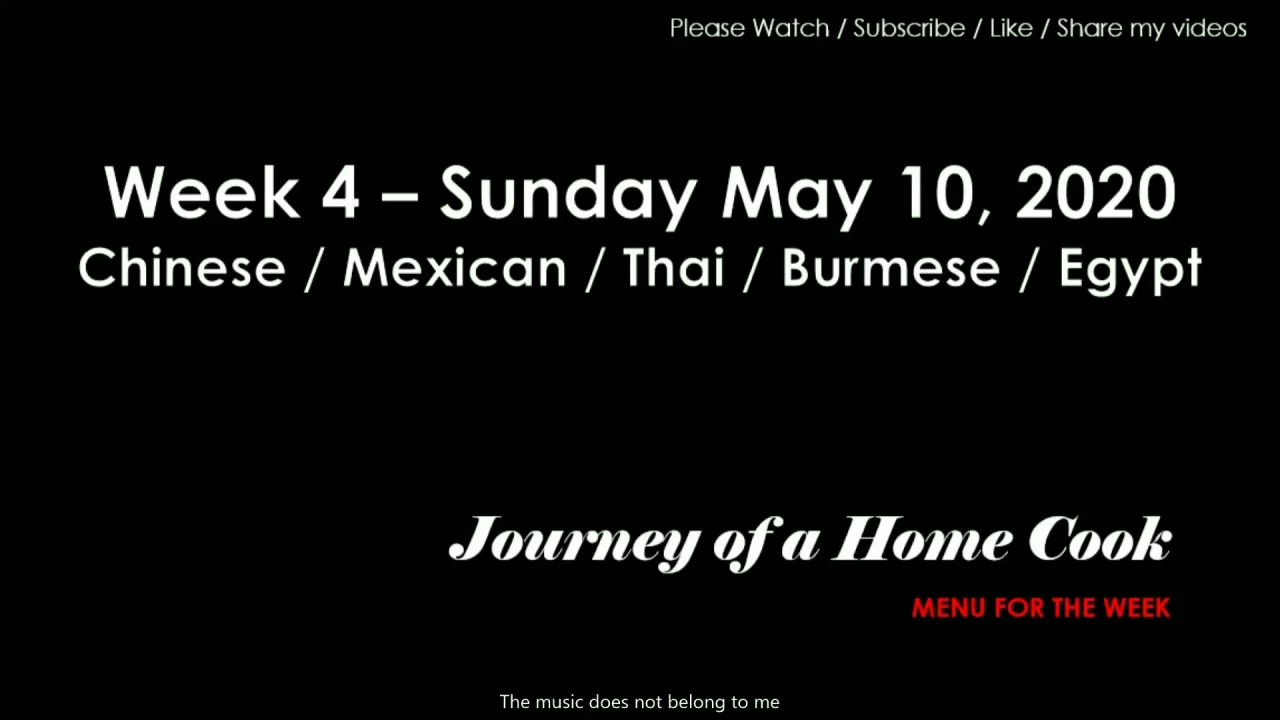 Please Watch / Subscribe / Like / Share my videos
Week 4 – Sunday May 10, 2020
Chinese / Mexican / Thai / Burmese / Egypt
Journey of a Home Cook
MENU FOR THE WEEK
The music does not belong to me